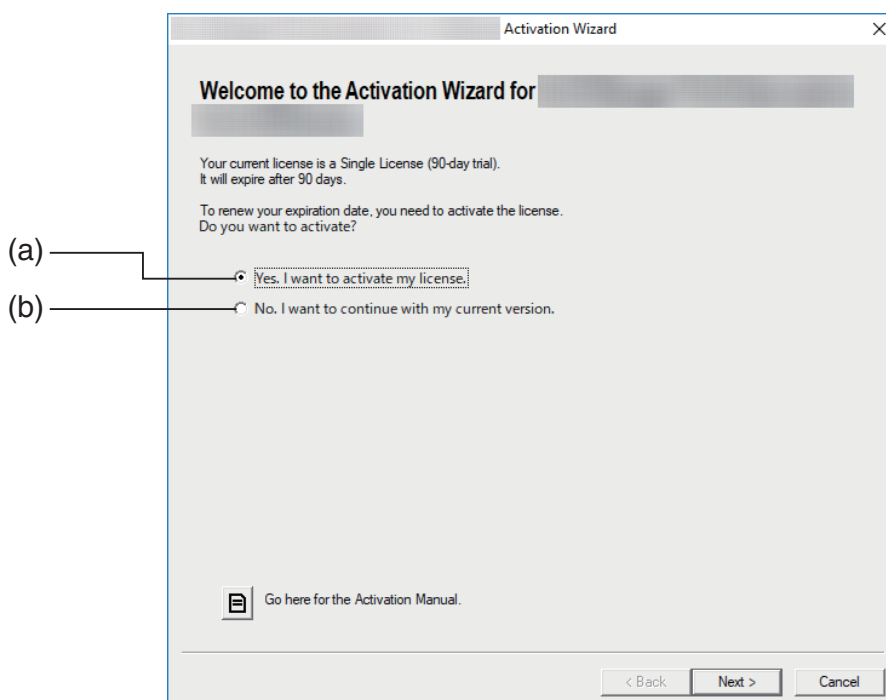 Activation Wizard
Welcome to the Activation Wizard for
Your current license is a Single License (90-day trial).
It will expire after 90 days.
To renew your expiration date, you need to activate the license.
Do you want to activate?
(a)
Yes. I want to activate my license.
(b)
No. I want to continue with my current version.
Go here for the Activation Manual.
< Back
Next >
Cancel